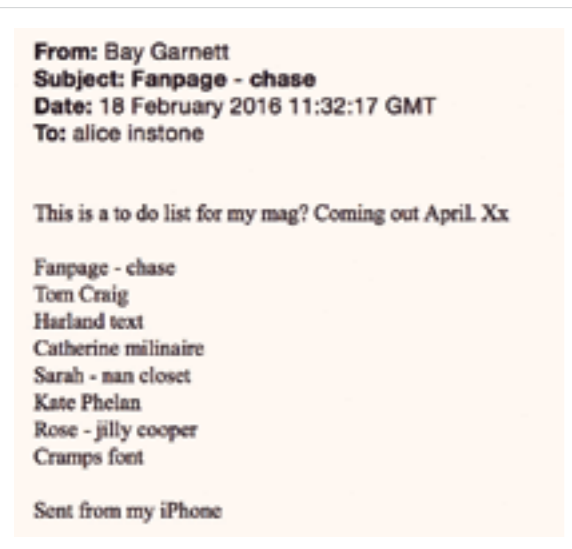 From: Bay Garnett
Subject: Fanpage - chase
Date: 18 February 2016 11:32:17 GMT
To: alice instone
This is a to do list for my mag? Coming out April. Xx
Fanpage - chase
Tom Craig
Harland text
Catherine milinaire
Sarah - nan closet
Kate Phelan
Rose - jilly cooper
Cramps font
Sent from my iPhone